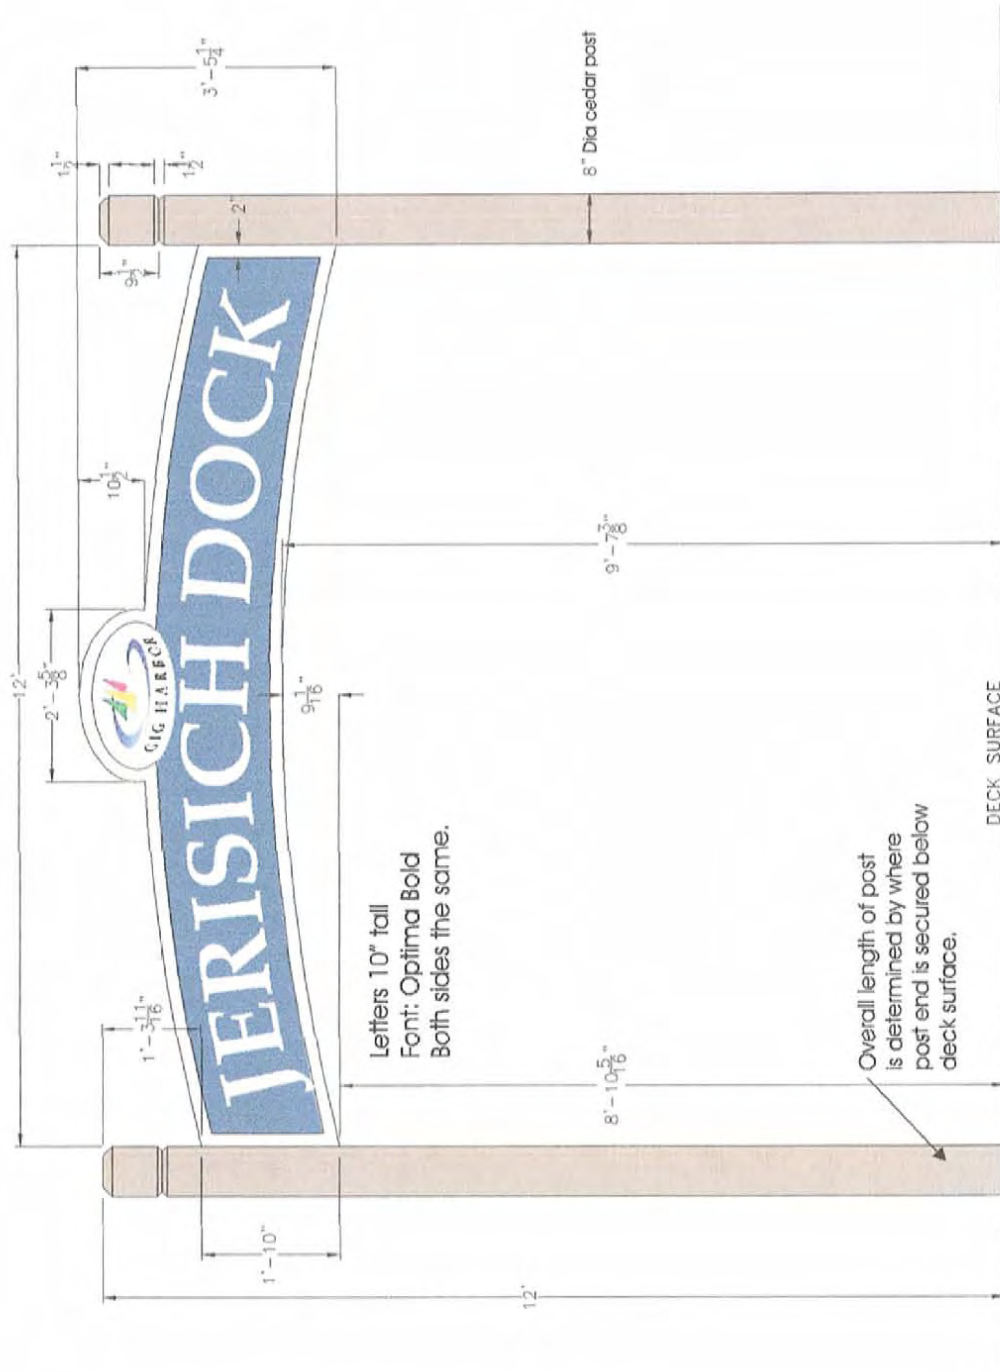 12'
2'-3 5/8"
10 1/2"
1 1/2"
3'-5 1/4"
9 1/2"
1 1/2"
2"
1'-3 11/16"
GIG HARBOR
JERISICH DOCK
9 1/16"
1'-10"
Letters 10" tall
Font: Optima Bold
Both sides the same.
8" Dia cedar post
12'
8'-10 5/16"
9'-7 3/8"
Overall length of post
is determined by where
post end is secured below
deck surface.
DECK SURFACE